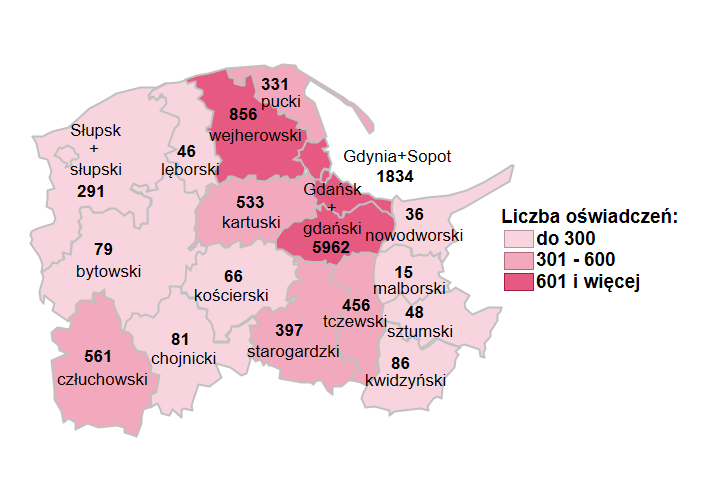 331
pucki
856
wejherowski
Słupsk
+
słupski
291
46
lęborski
Gdynia+Sopot
1834
Gdańsk
+
gdański
5962
533
kartuski
36
nowodworski
Liczba oświadczeń:
do 300
301 - 600
601 i więcej
79
bytowski
66
kościerski
15
malborski
456
tczewski
48
sztumski
81
chojnicki
397
starogardzki
561
człuchowski
86
kwidzyński